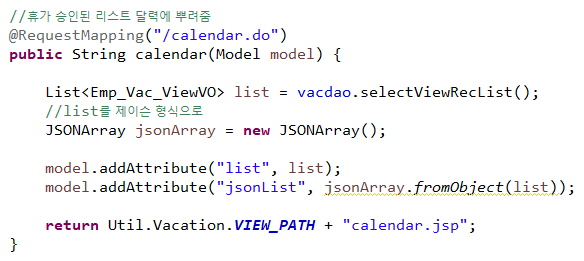 //휴가 승인된 리스트 달력에 뿌려줌
@RequestMapping("/calendar.do")
public String calendar(Model model) {
List<Emp_Vac_ViewVO> list = vacdao.selectViewRecList();
//list를 제이슨 형식으로
JSONArray jsonArray = new JSONArray();
model.addAttribute("list", list);
model.addAttribute("jsonList", jsonArray.fromObject(list));
return Util.Vacation.VIEW_PATH + "calendar.jsp";
}